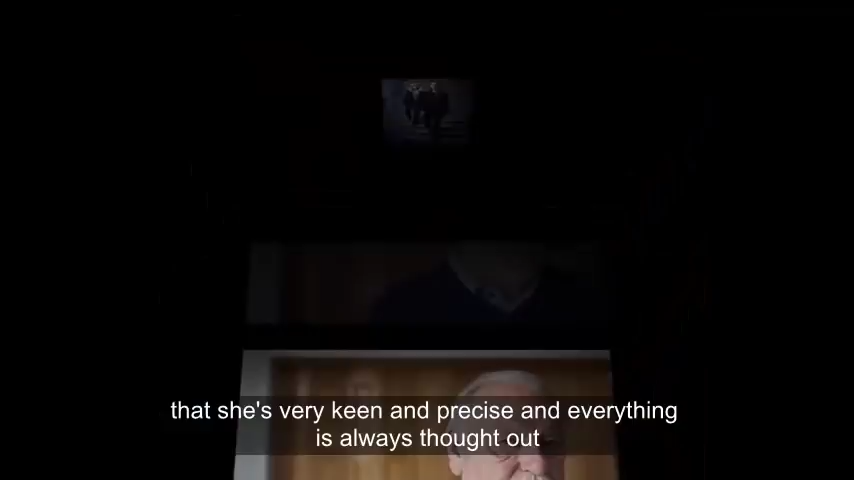 that she's very keen and precise and everything
is always thought out